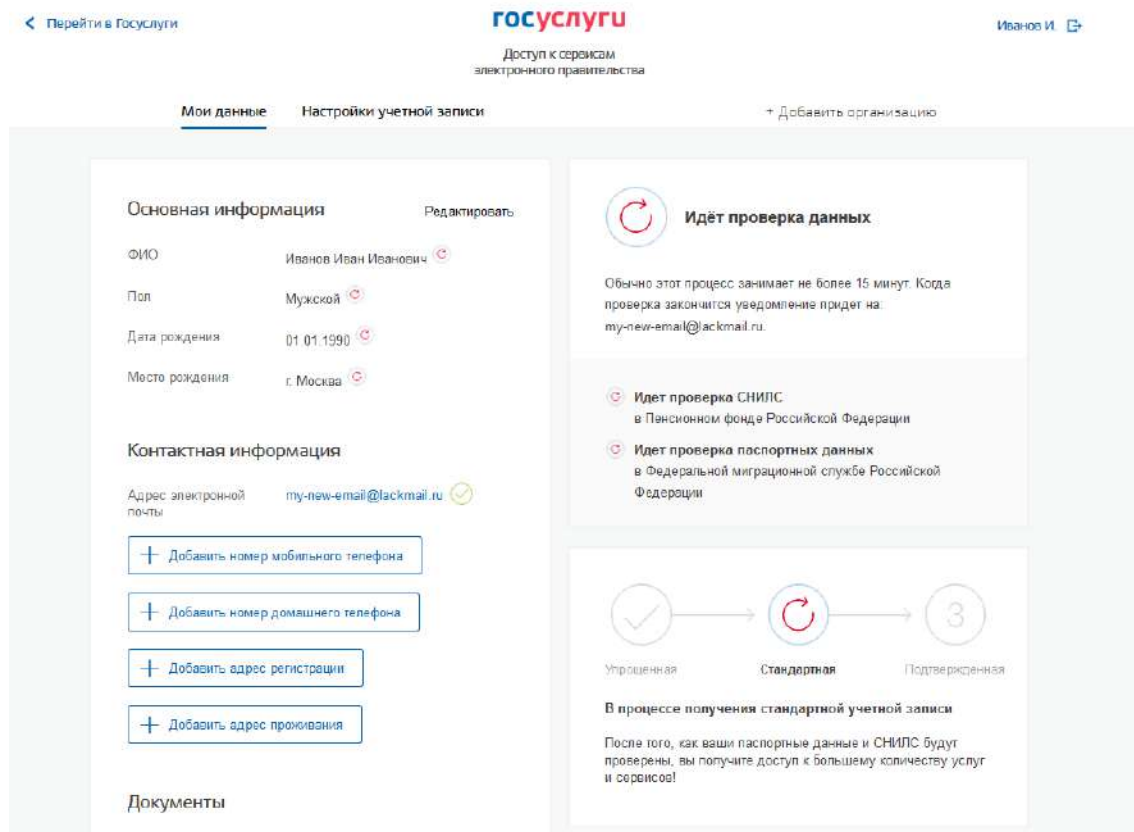 Перейти в Госуслуги
госуслуги
Иванов И.
Доступ к сервисам
электронного правительства
Мои данные
Настройки учетной записи
+ Добавить организацию
Основная информация
Редактировать
ФИО
Иванов Иван Иванович
Пол
Мужской
Дата рождения
01.01.1990
Место рождения
г. Москва
Контактная информация
Адрес электронной
почты
my-new-email@lackmail.ru
Добавить номер мобильного телефона
Добавить номер домашнего телефона
Добавить адрес регистрации
Добавить адрес проживания
Документы
Идёт проверка данных
Обычно этот процесс занимает не более 15 минут. Когда
проверка закончится уведомление придет на:
my-new-email@lackmail.ru.
Идет проверка СНИЛС
в Пенсионном фонде Российской Федерации
Идет проверка паспортных данных
в Федеральной миграционной службе Российской
Федерации
3
Упрощенная
Стандартная
Подтвержденная
В процессе получения стандартной учетной записи
После того, как ваши паспортные данные и СНИЛС будут
проверены, вы получите доступ к большему количеству услуг
и сервисов!